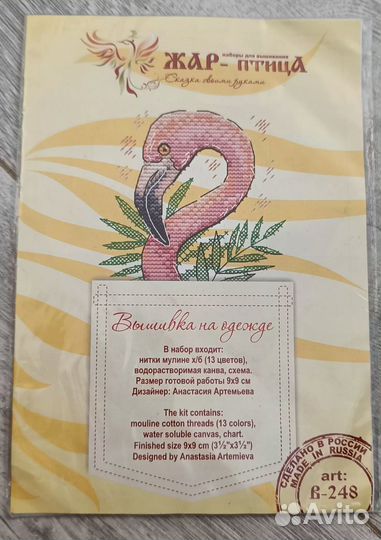 наборы для вышивания
ЖАР-ПТИЦА
Сказка своими руками
Вышивка на одежде
В набор входит:
нитки мулине х/б (13 цветов),
водорастворимая канва, схема.
Размер готовой работы 9х9 см
Дизайнер: Анастасия Артемьева
The kit contains:
mouline cotton threads (13 colors),
water soluble canvas, chart.
Finished size 9x9 cm (3½"x3½")
Designed by Anastasia Artemieva
СДЕЛАНО В РОССИИ
MADE IN RUSSIA
art:
В-248
Avito